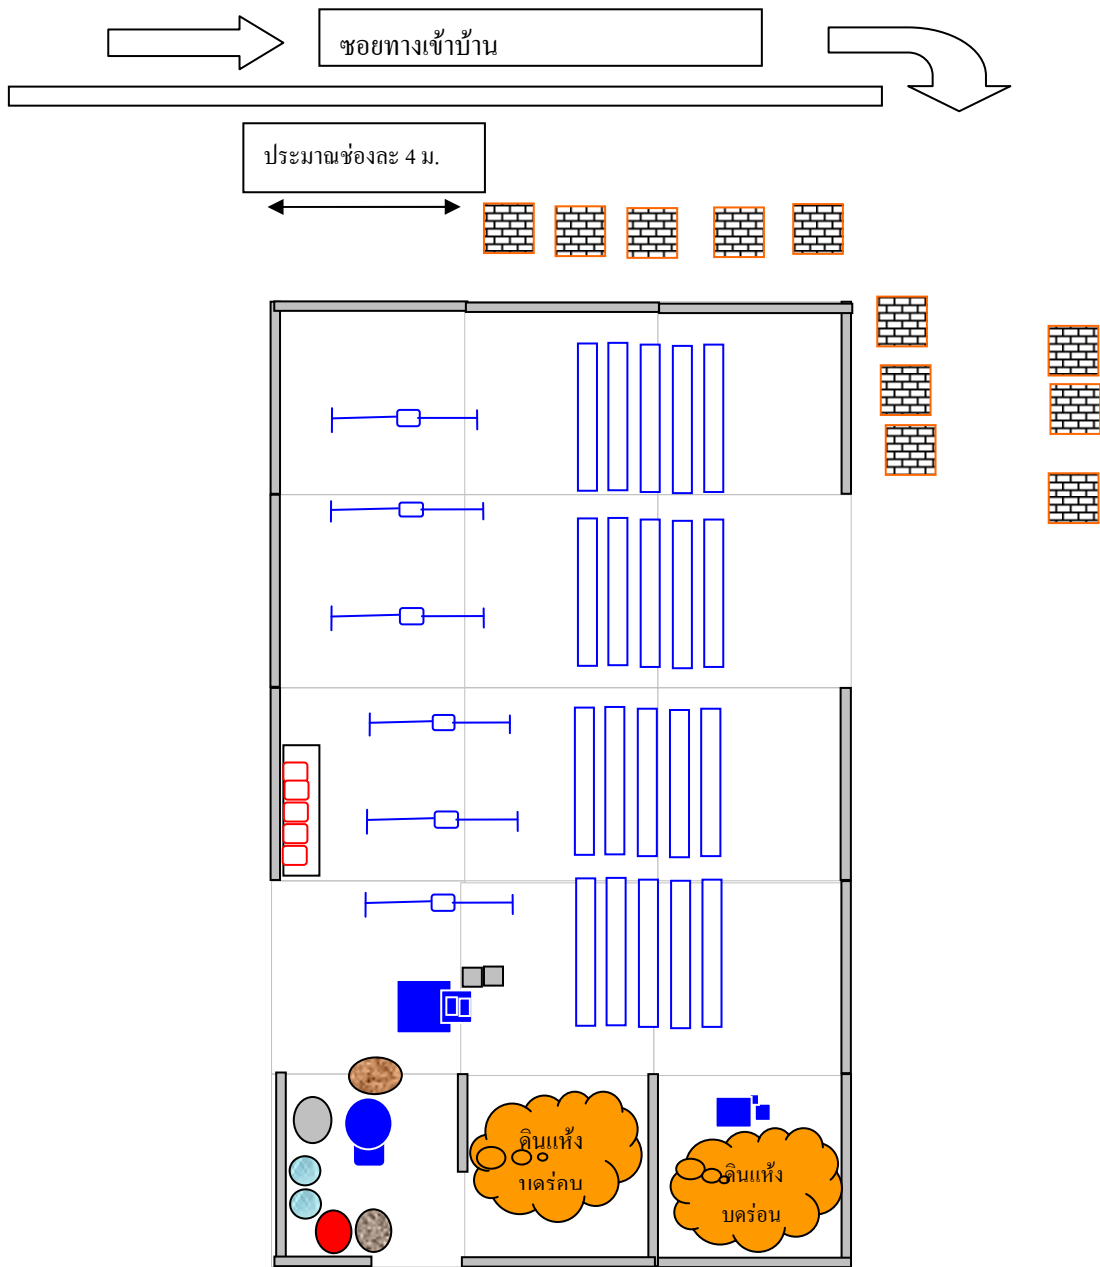 ซอยทางเข้าบ้าน
ประมาณช่องละ 4 ม.
ดินแห้ง
บดร่อน
ดินแห้ง
บดร่อน